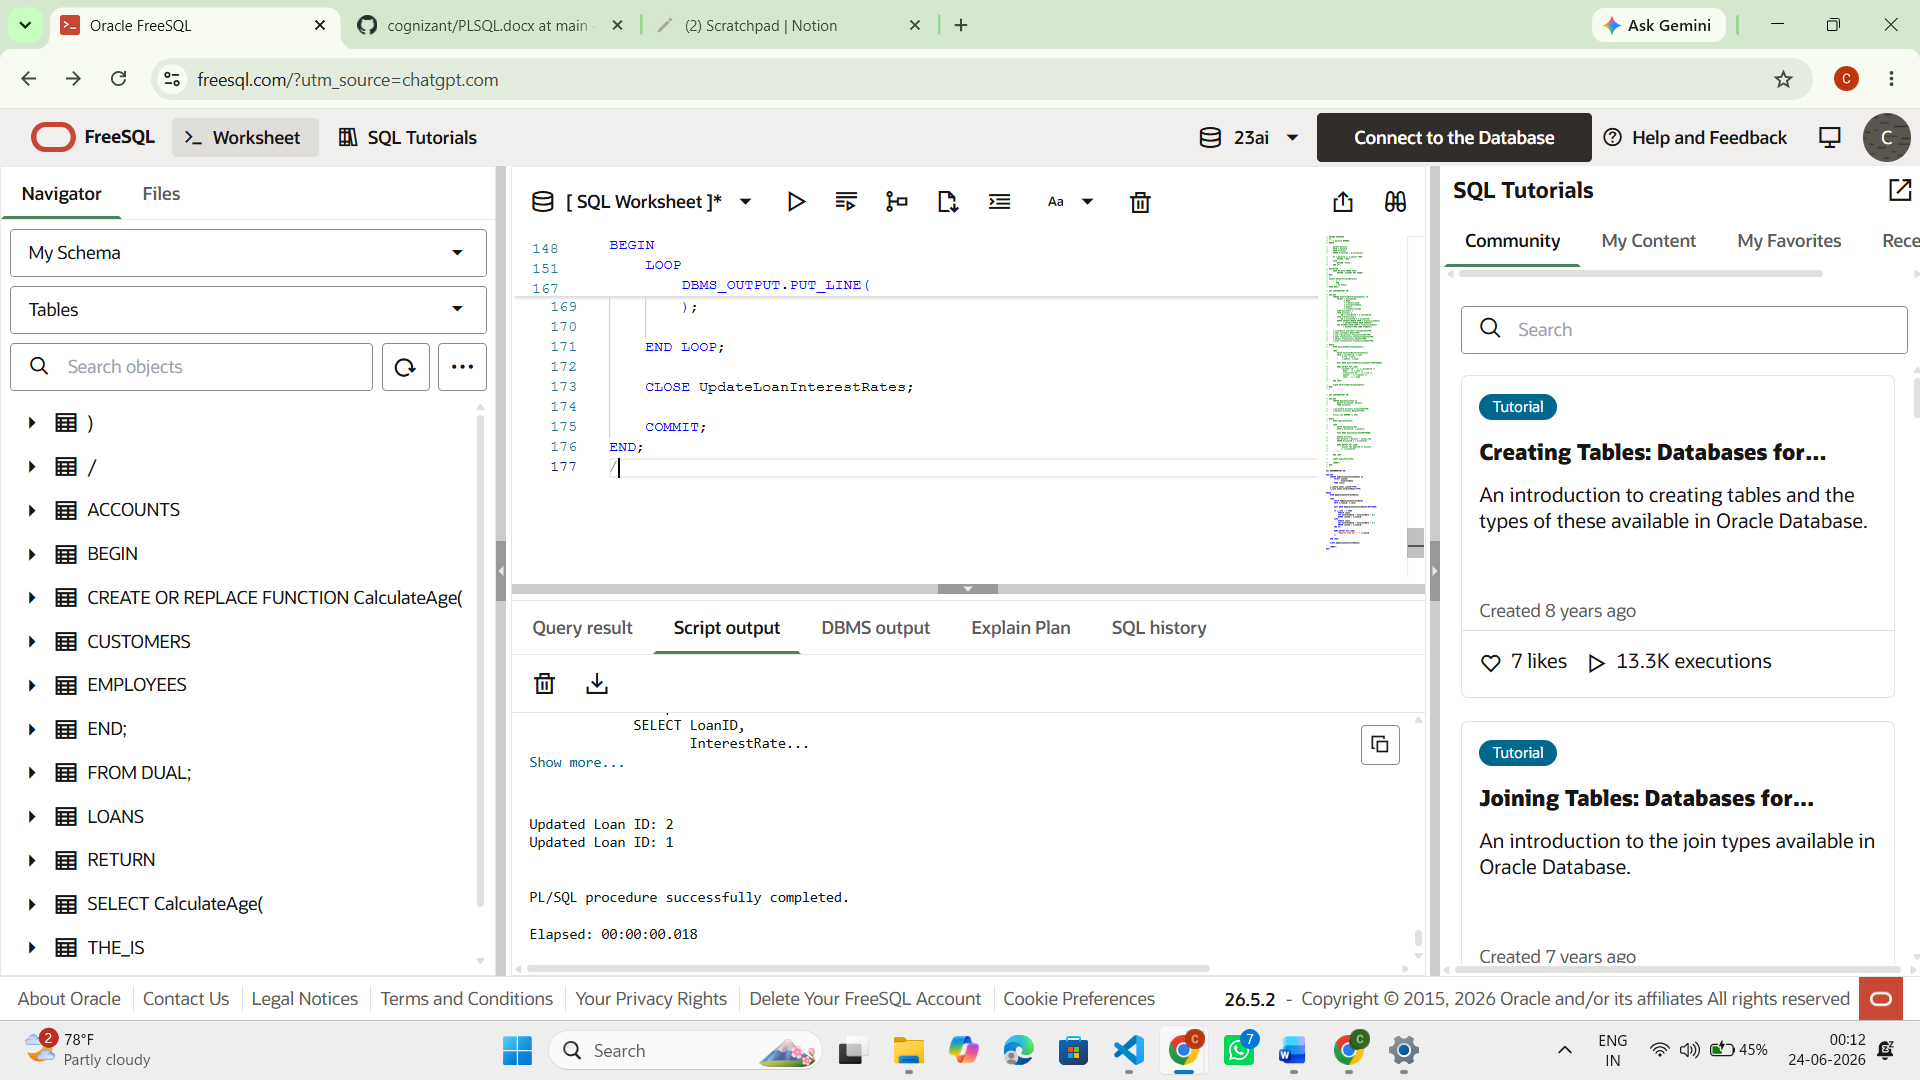 Oracle FreeSQL
cognizant/PLSQL.docx at main
(2) Scratchpad | Notion
Ask Gemini
freesql.com/?utm_source=chatgpt.com
C
FreeSQL
Worksheet
SQL Tutorials
23ai
Connect to the Database
Help and Feedback
C
Navigator
Files
My Schema
Tables
Search objects
)
/
ACCOUNTS
BEGIN
CREATE OR REPLACE FUNCTION CalculateAge(
CUSTOMERS
EMPLOYEES
END;
FROM DUAL;
LOANS
RETURN
SELECT CalculateAge(
THE_IS
[ SQL Worksheet ]*
Aa
148 BEGIN
151 LOOP
167 DBMS_OUTPUT.PUT_LINE(
169 );
170
171 END LOOP;
172
173 CLOSE UpdateLoanInterestRates;
174
175 COMMIT;
176 END;
177 /
Query result
Script output
DBMS output
Explain Plan
SQL history
SELECT LoanID,
InterestRate...
Show more...
Updated Loan ID: 2
Updated Loan ID: 1
PL/SQL procedure successfully completed.
Elapsed: 00:00:00.018
SQL Tutorials
Community
My Content
My Favorites
Rece
Search
Tutorial
Creating Tables: Databases for...
An introduction to creating tables and the
types of these available in Oracle Database.
Created 8 years ago
7 likes
13.3K executions
Tutorial
Joining Tables: Databases for...
An introduction to the join types available in
Oracle Database.
Created 7 years ago
About Oracle
Contact Us
Legal Notices
Terms and Conditions
Your Privacy Rights
Delete Your FreeSQL Account
Cookie Preferences
26.5.2 - Copyright © 2015, 2026 Oracle and/or its affiliates All rights reserved
2
78°F
Partly cloudy
Search
C
7
C
ENG
IN
45%
00:12
24-06-2026